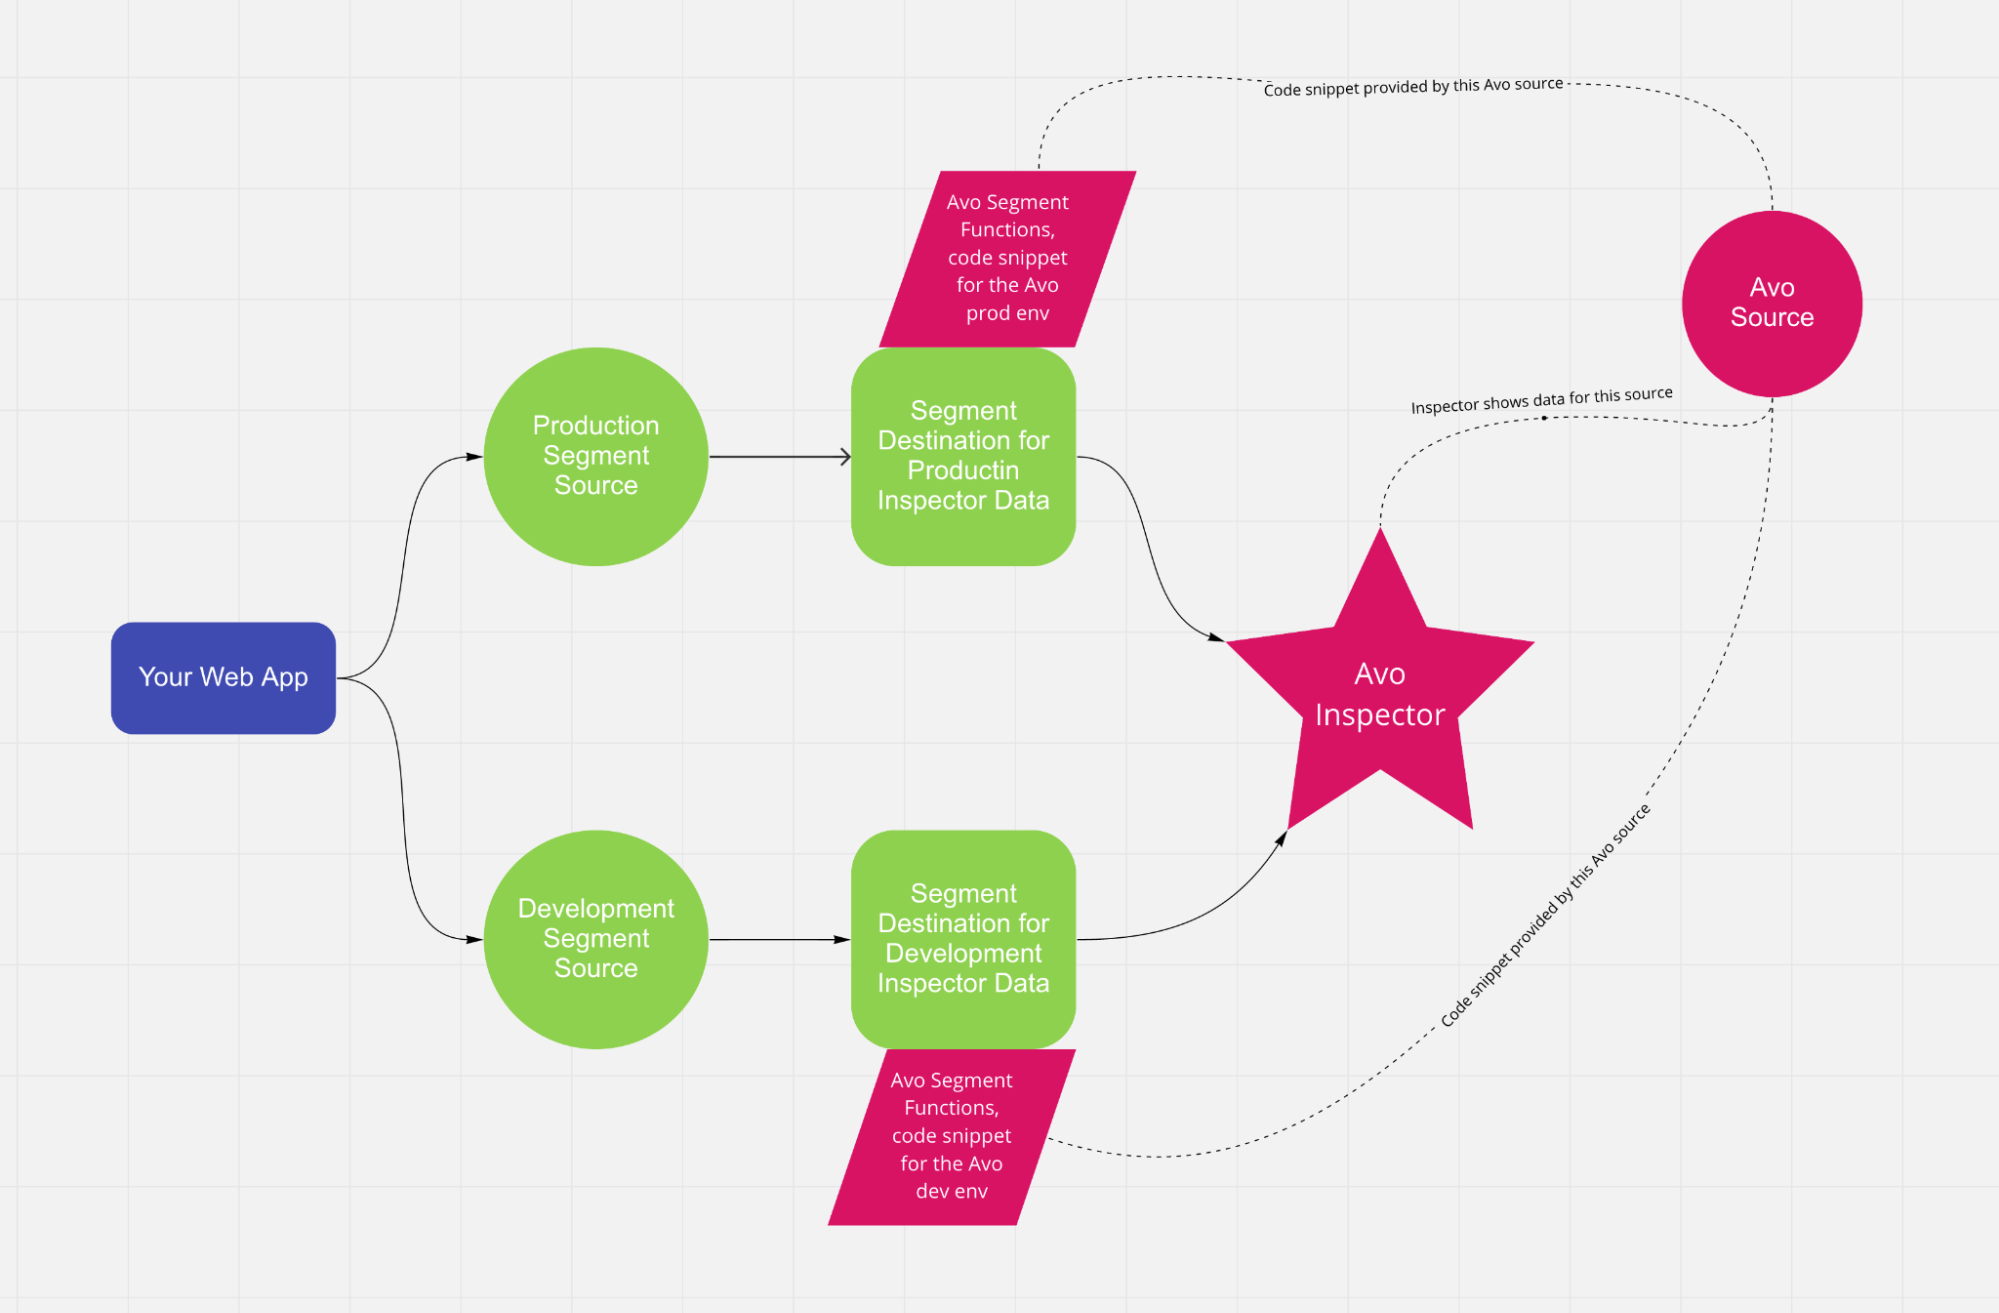 Code snippet provided by this Avo source
Avo Segment
Functions,
code snippet
for the Avo
prod env
Avo
Source
Inspector shows data for this source
Production
Segment
Source
Segment
Destination for
Productin
Inspector Data
Your Web App
Avo
Inspector
Development
Segment
Source
Segment
Destination for
Development
Inspector Data
Code snippet provided by this Avo source
Avo Segment
Functions,
code snippet
for the Avo
dev env